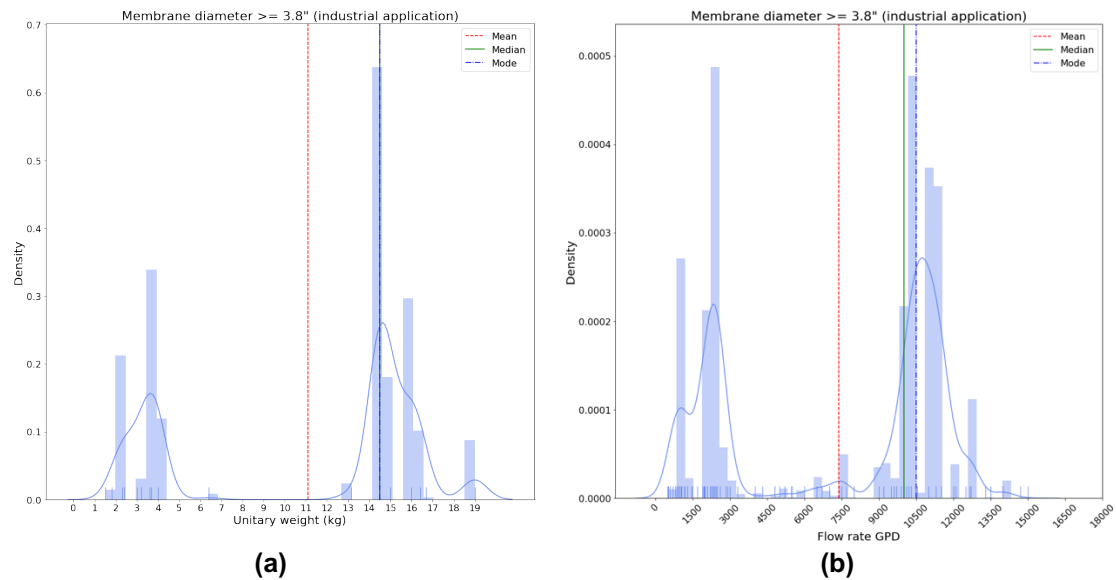 Membrane diameter >= 3.8" (industrial application)
0.7
0.6
0.5
0.4
0.3
0.2
0.1
0.0
Density
Mean
Median
Mode
0 1 2 3 4 5 6 7 8 9 10 11 12 13 14 15 16 17 18 19
Unitary weight (kg)
(a)
Membrane diameter >= 3.8" (industrial application)
0.0005
0.0004
0.0003
0.0002
0.0001
0.0000
Density
Mean
Median
Mode
0 1500 3000 4500 6000 7500 9000 10500 12000 13500 15000 16500 18000
Flow rate GPD
(b)